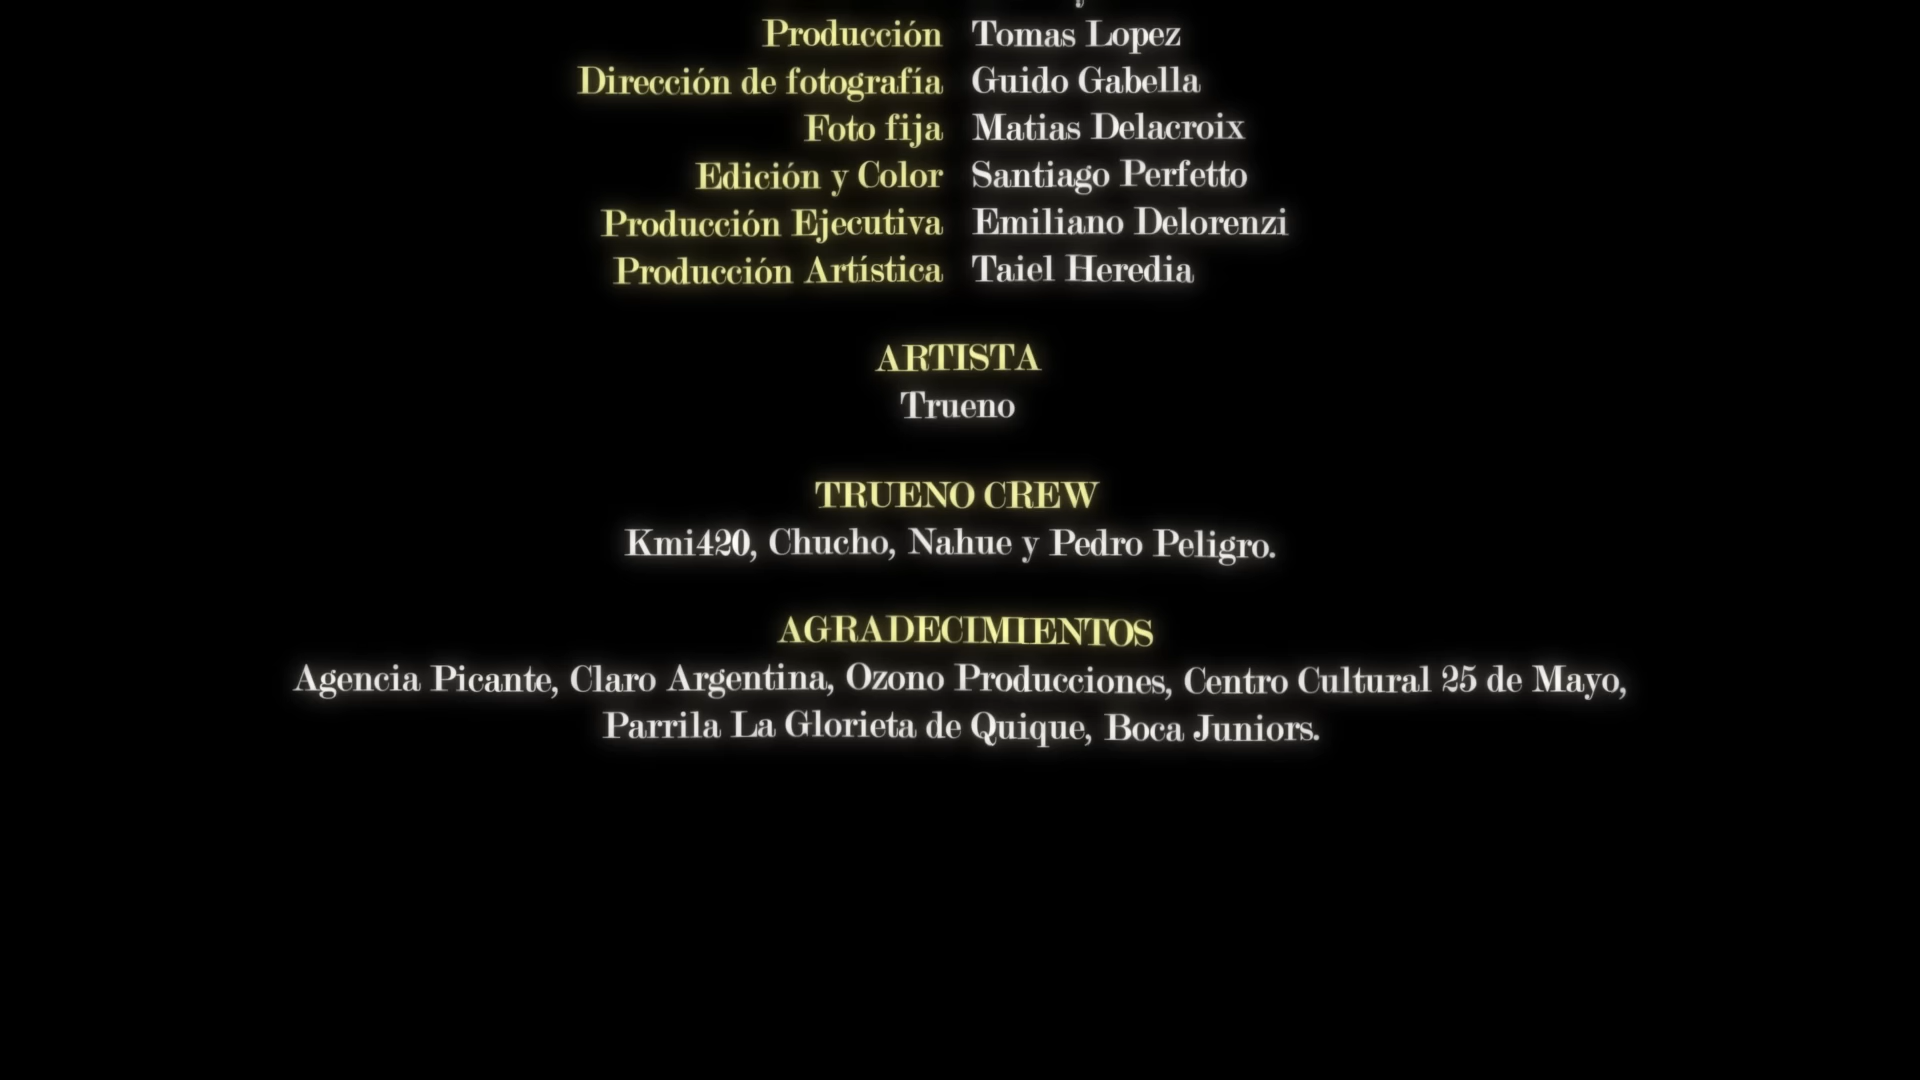 Producción Tomas Lopez
Dirección de fotografía Guido Gabella
Foto fija Matias Delacroix
Edición y Color Santiago Perfetto
Producción Ejecutiva Emiliano Delorenzi
Producción Artística Taiel Heredia
ARTISTA
Trueno
TRUENO CREW
Kmi420, Chucho, Nahue y Pedro Peligro.
AGRADECIMIENTOS
Agencia Picante, Claro Argentina, Ozono Producciones, Centro Cultural 25 de Mayo,
Parrila La Glorieta de Quique, Boca Juniors.